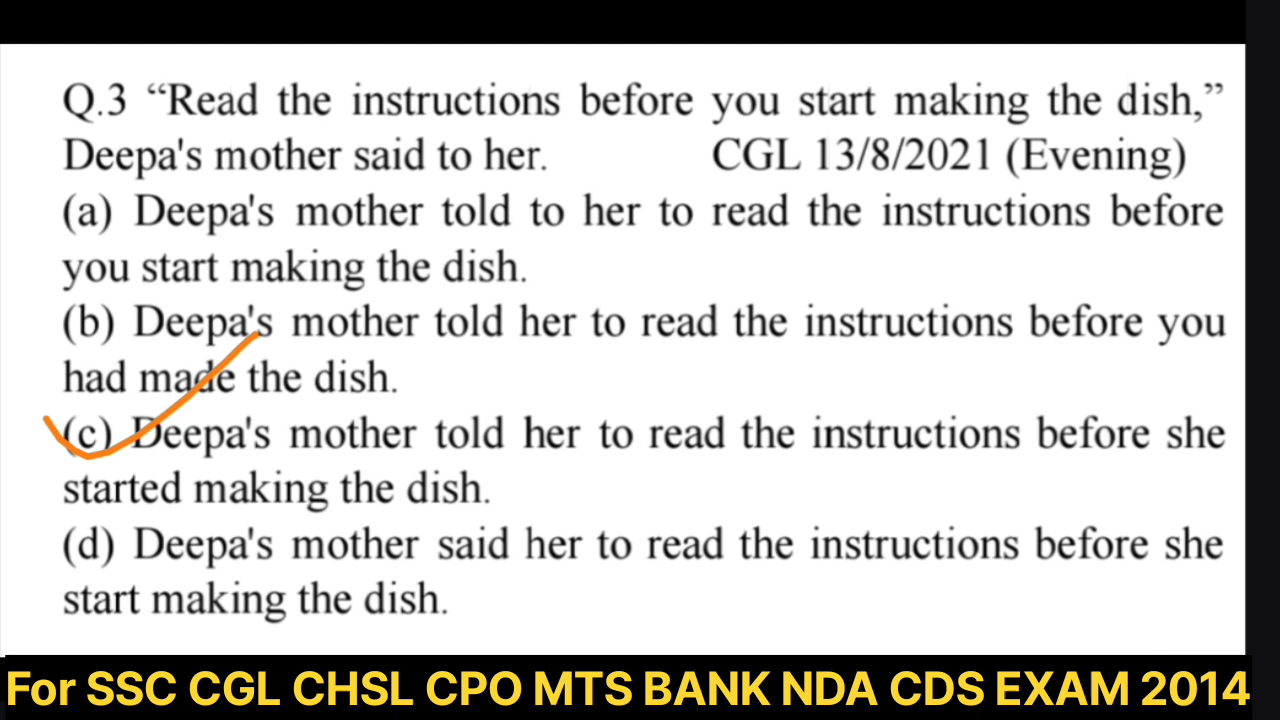 Q.3 “Read the instructions before you start making the dish,”
Deepa's mother said to her. CGL 13/8/2021 (Evening)
(a) Deepa's mother told to her to read the instructions before
you start making the dish.
(b) Deepa's mother told her to read the instructions before you
had made the dish.
(c) Deepa's mother told her to read the instructions before she
started making the dish.
(d) Deepa's mother said her to read the instructions before she
start making the dish.
For SSC CGL CHSL CPO MTS BANK NDA CDS EXAM 2014